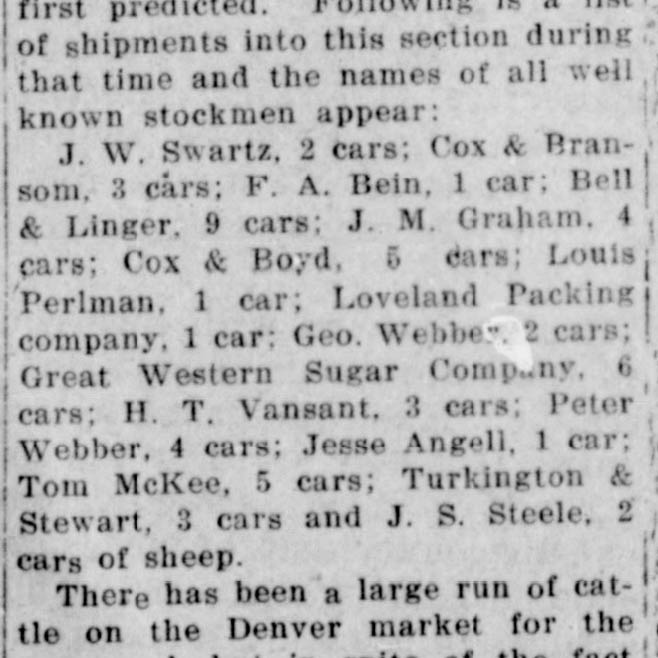 first predicted. Following is a list
of shipments into this section during
that time and the names of all well
known stockmen appear:
J. W. Swartz, 2 cars; Cox & Bran-
som, 3 cars; F. A. Bein, 1 car; Bell
& Linger, 9 cars; J. M. Graham, 4
cars; Cox & Boyd, 5 cars; Louis
Perlman, 1 car; Loveland Packing
company, 1 car; Geo. Webber, 2 cars;
Great Western Sugar Company, 6
cars; H. T. Vansant, 3 cars; Peter
Webber, 4 cars; Jesse Angell, 1 car;
Tom McKee, 5 cars; Turkington &
Stewart, 3 cars and J. S. Steele, 2
cars of sheep.
There has been a large run of cat-
tle on the Denver market for the
in spite of the fact